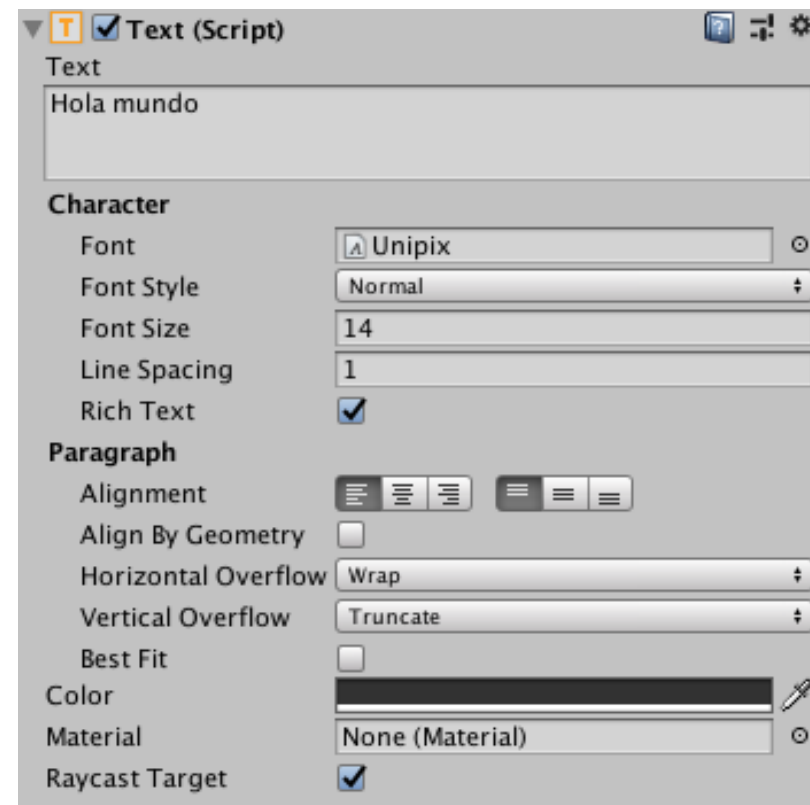 Text (Script)
Text
Hola mundo
Character
Font Unipix
Font Style Normal
Font Size 14
Line Spacing 1
Rich Text
Paragraph
Alignment
Align By Geometry
Horizontal Overflow Wrap
Vertical Overflow Truncate
Best Fit
Color
Material None (Material)
Raycast Target